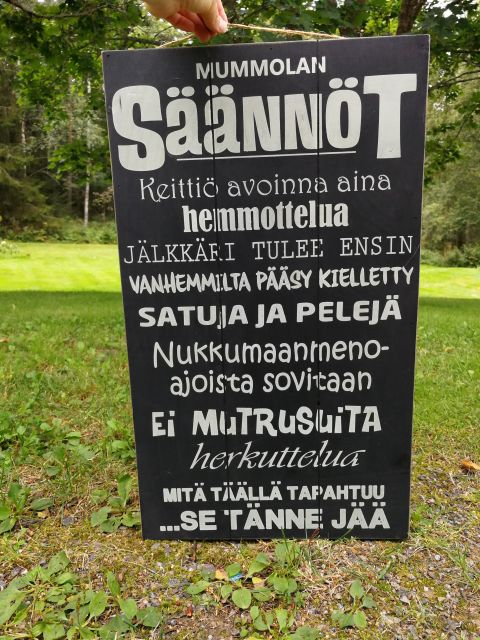 MUMMOLAN
SÄÄNNÖT
Keittiö avoinna aina
hemmottelua
JÄLKKÄRI TULEE ENSIN
VANHEMMILTA PÄÄSY KIELLETTY
SATUJA JA PELEJÄ
Nukkumaanmeno-
ajoista sovitaan
Ei MUTRUSUITA
herkuttelua
MITÄ TÄÄLLÄ TAPAHTUU
...SE TÄNNE JÄÄ